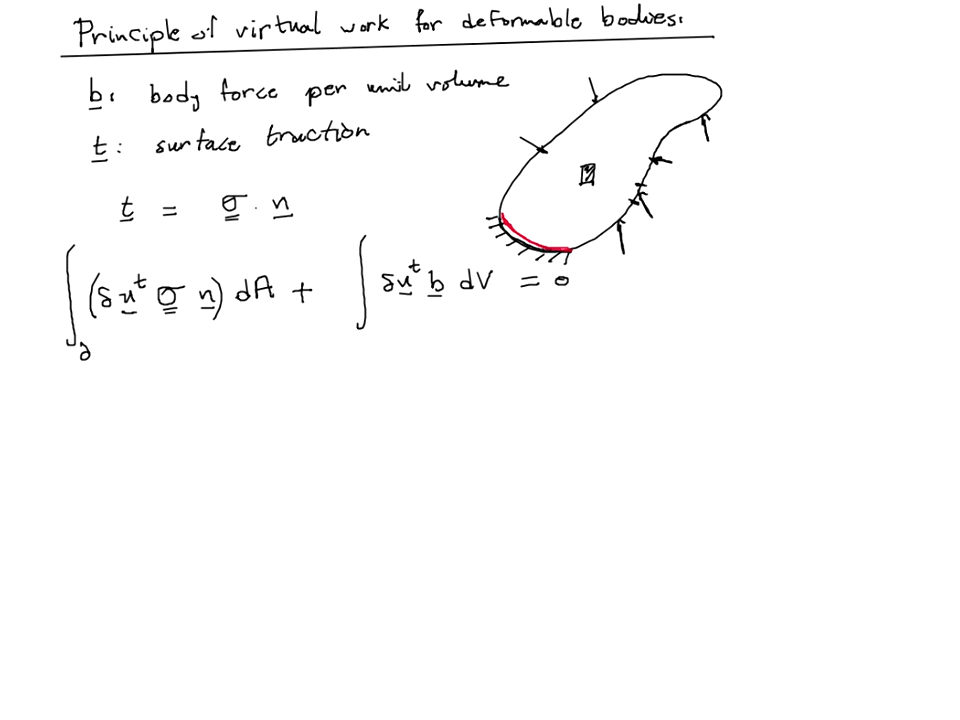 Principle of virtual work for deformable bodies:
b: body force per unit volume
t: surface traction
t = σ · n
∫∂ (δu^t σ n) dA + ∫ δu^t b dV = 0